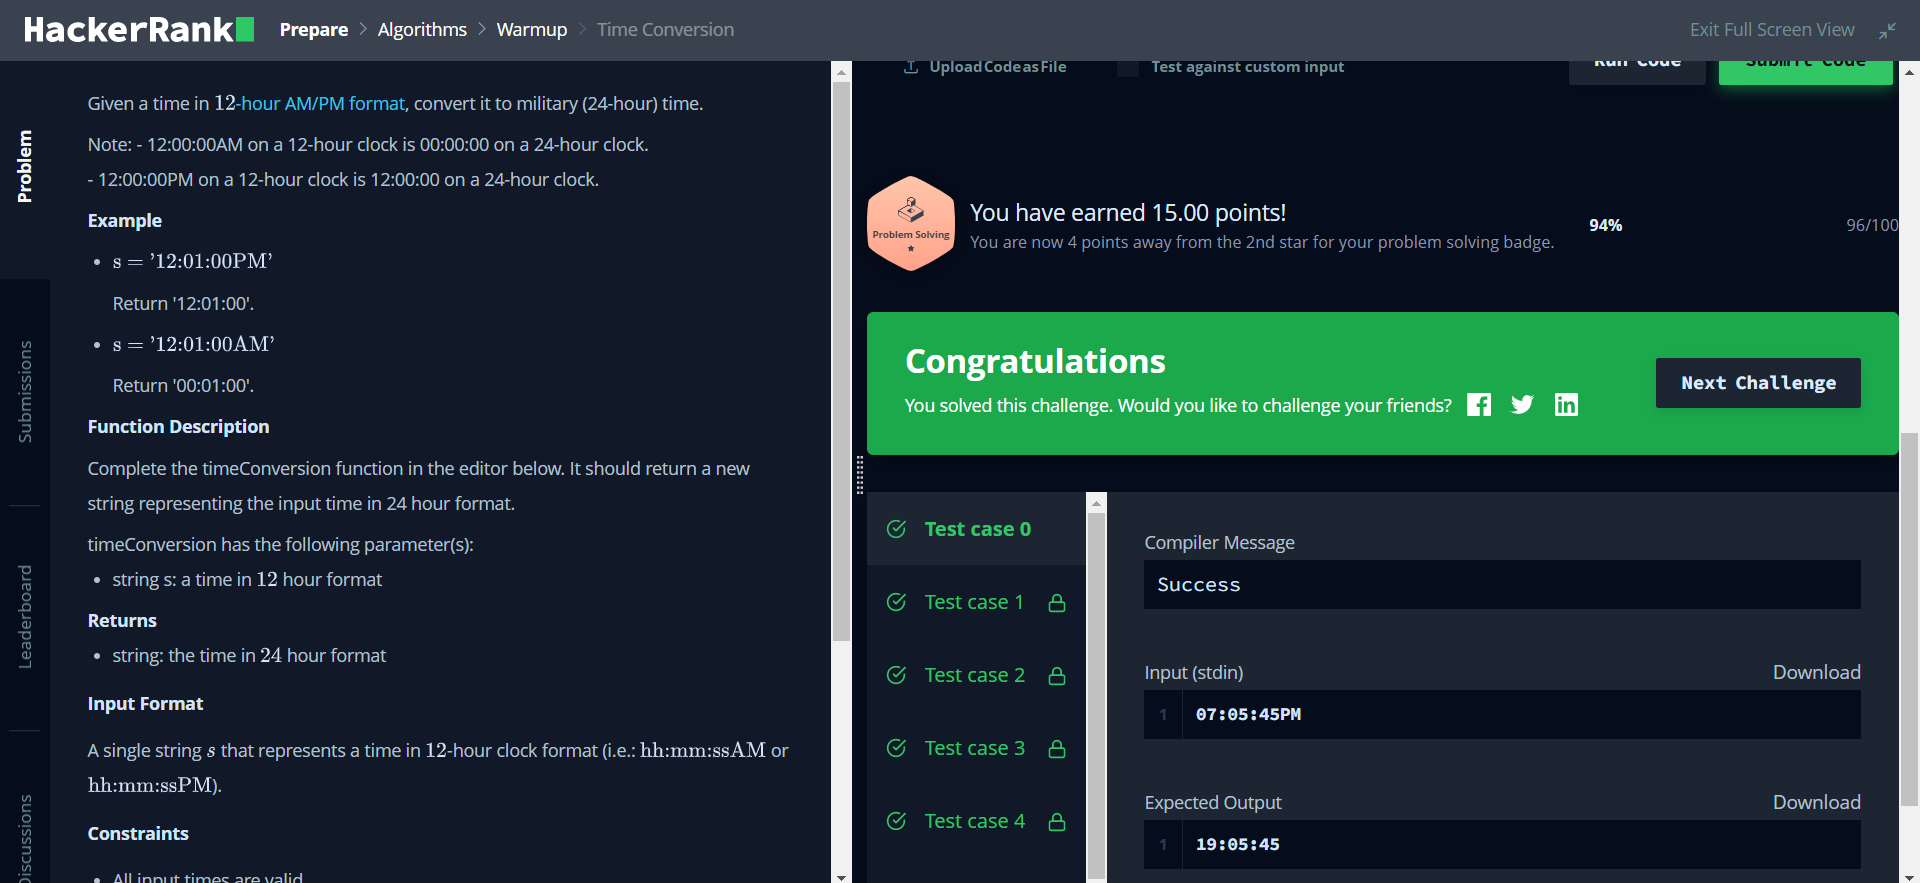 HackerRank
Prepare > Algorithms > Warmup > Time Conversion
Exit Full Screen View
Problem
Submissions
Leaderboard
Discussions
Given a time in 12-hour AM/PM format, convert it to military (24-hour) time.
Note: - 12:00:00AM on a 12-hour clock is 00:00:00 on a 24-hour clock.
- 12:00:00PM on a 12-hour clock is 12:00:00 on a 24-hour clock.
Example
• s = '12:01:00PM'
Return '12:01:00'.
• s = '12:01:00AM'
Return '00:01:00'.
Function Description
Complete the timeConversion function in the editor below. It should return a new
string representing the input time in 24 hour format.
timeConversion has the following parameter(s):
• string s: a time in 12 hour format
Returns
• string: the time in 24 hour format
Input Format
A single string s that represents a time in 12-hour clock format (i.e.: hh:mm:ssAM or
hh:mm:ssPM).
Constraints
• All input times are valid
Upload Code as File
Test against custom input
Run Code
Submit Code
Problem Solving
You have earned 15.00 points!
You are now 4 points away from the 2nd star for your problem solving badge.
94%
96/100
Congratulations
You solved this challenge. Would you like to challenge your friends?
Next Challenge
Test case 0
Test case 1
Test case 2
Test case 3
Test case 4
Compiler Message
Success
Input (stdin)
Download
1 07:05:45PM
Expected Output
Download
1 19:05:45